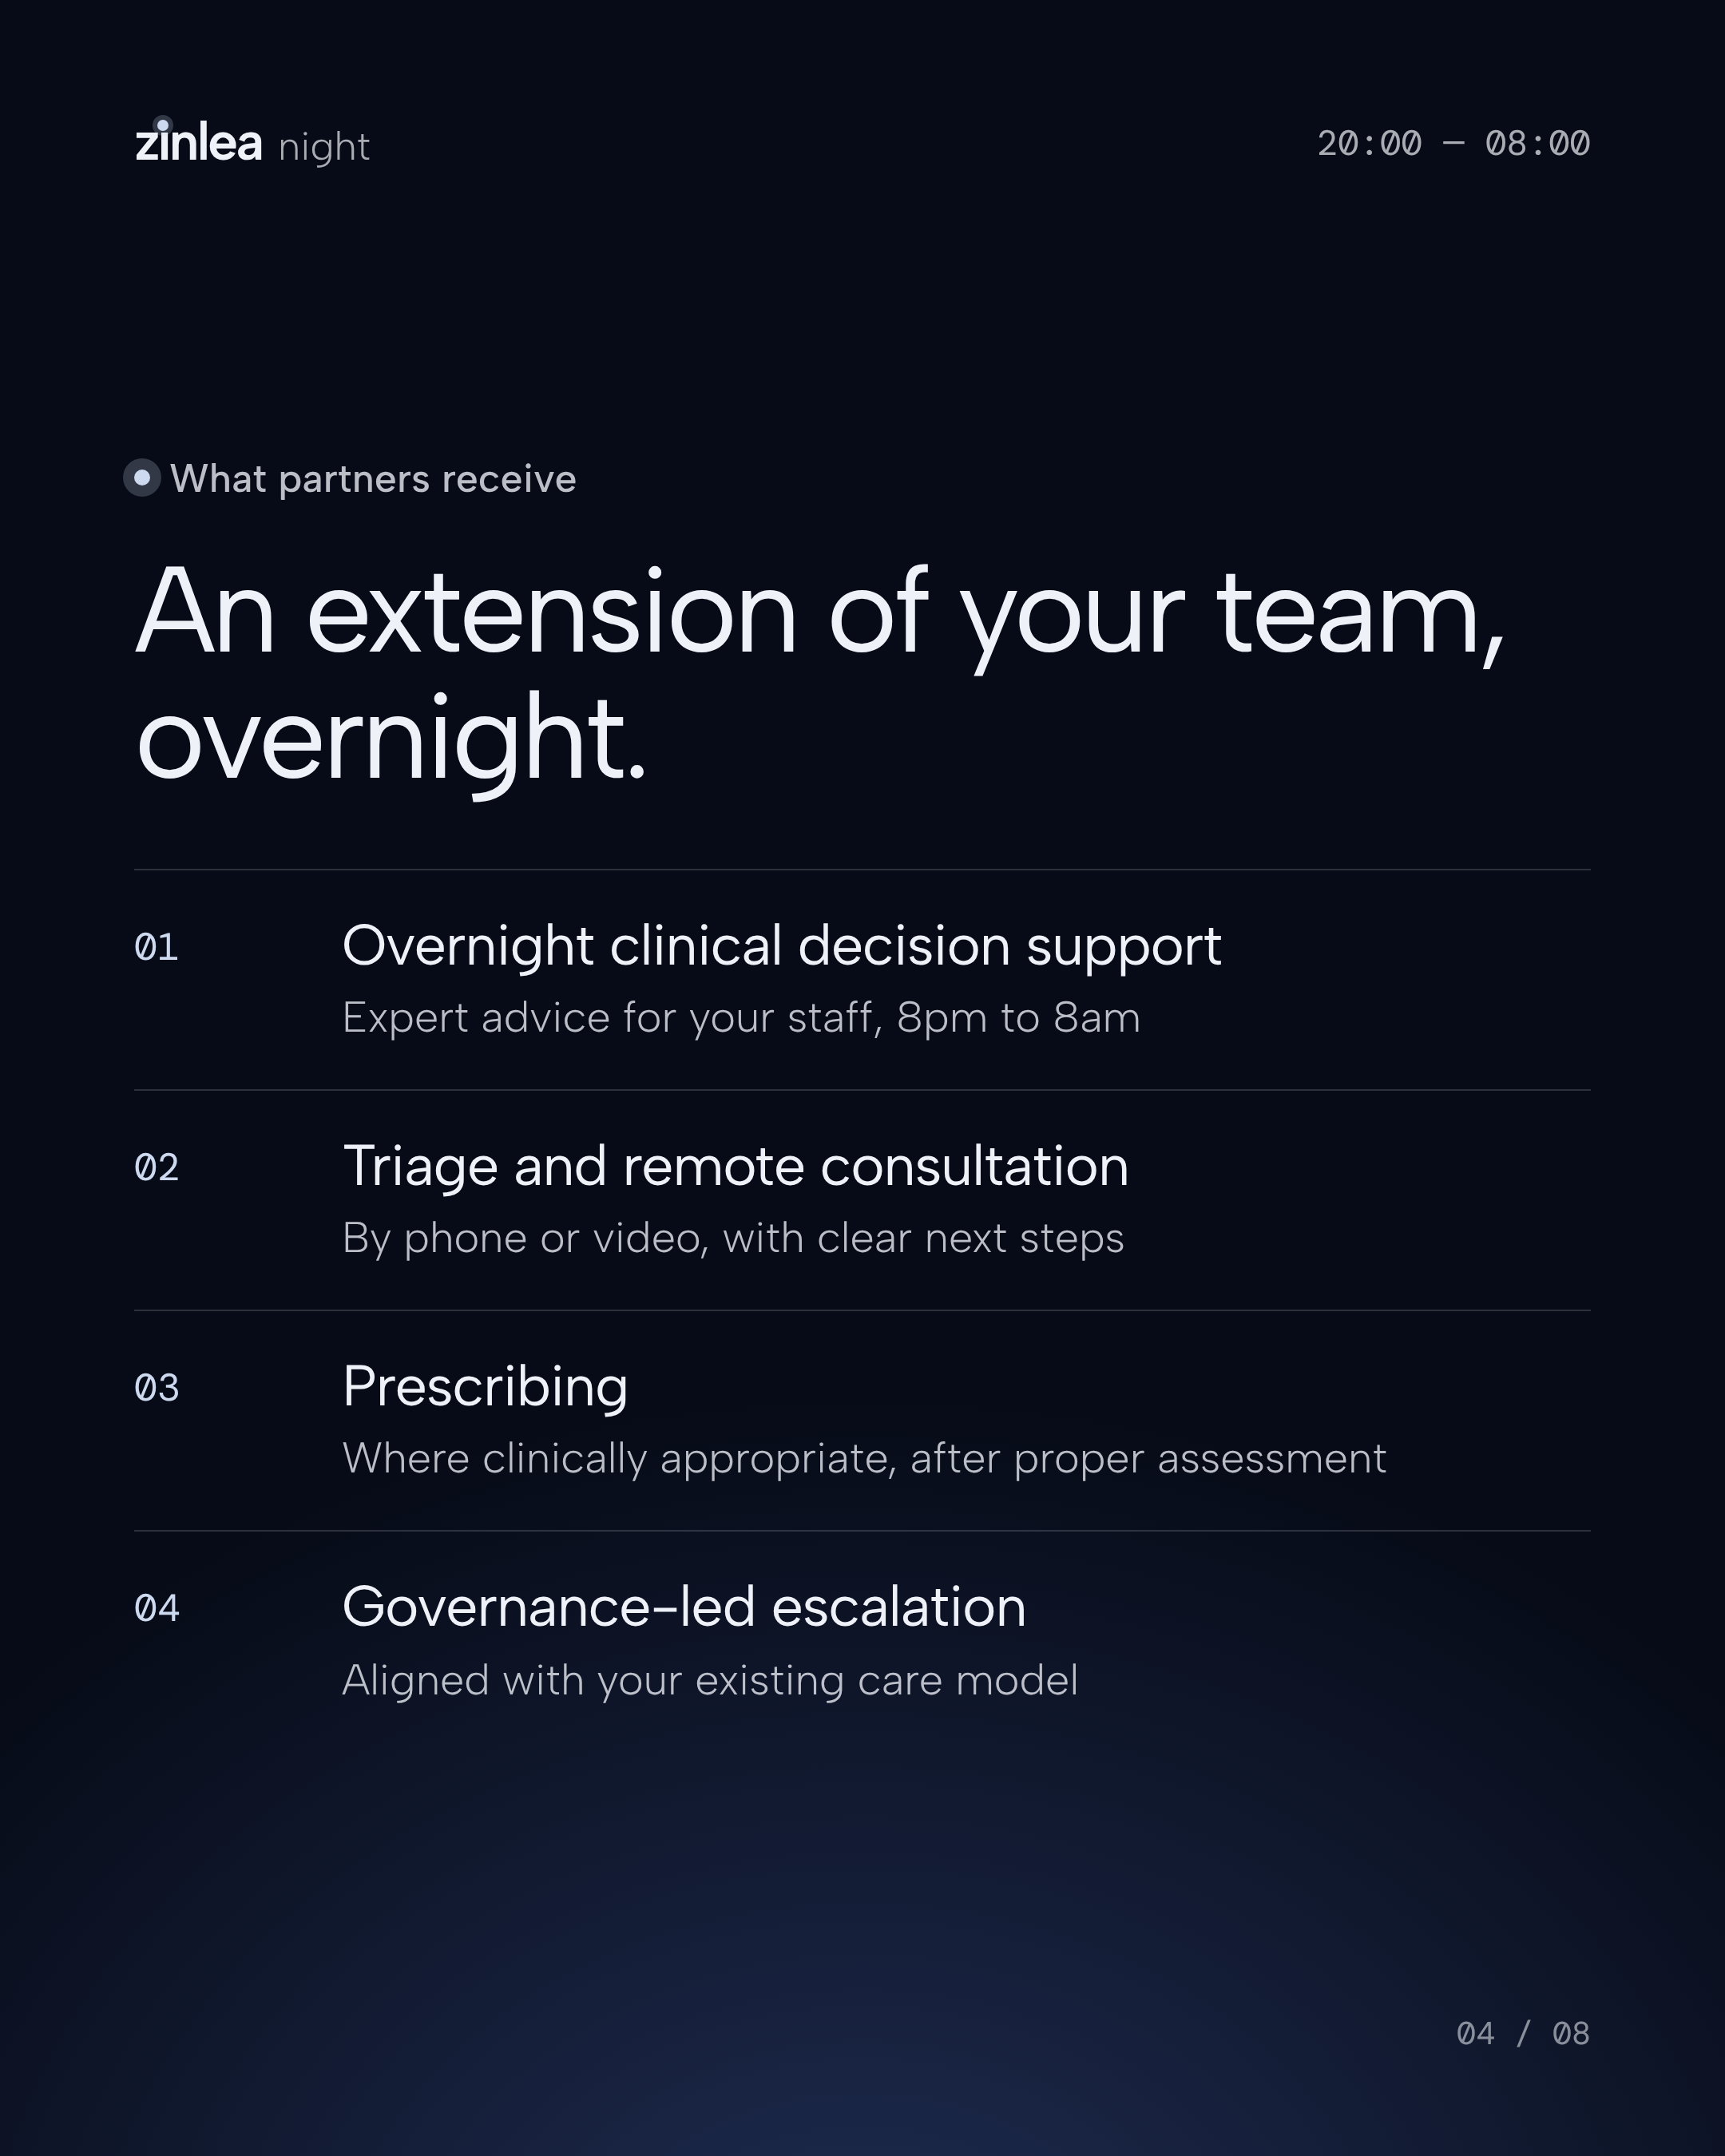 zinlea night
20:00 — 08:00
What partners receive
An extension of your team,
overnight.
01
Overnight clinical decision support
Expert advice for your staff, 8pm to 8am
02
Triage and remote consultation
By phone or video, with clear next steps
03
Prescribing
Where clinically appropriate, after proper assessment
04
Governance-led escalation
Aligned with your existing care model
04 / 08